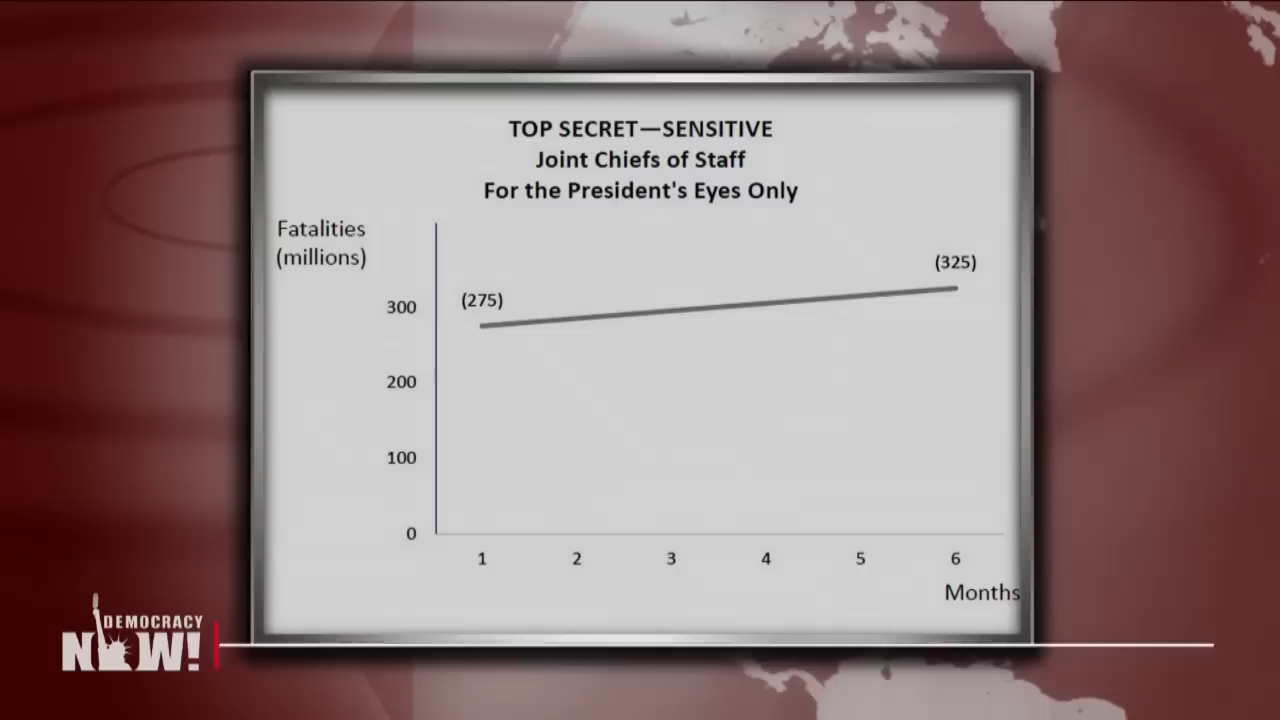 TOP SECRET—SENSITIVE
Joint Chiefs of Staff
For the President's Eyes Only
Fatalities
(millions)
(325)
(275)
300
200
100
0
1 2 3 4 5 6
Months
DEMOCRACY
NOW!